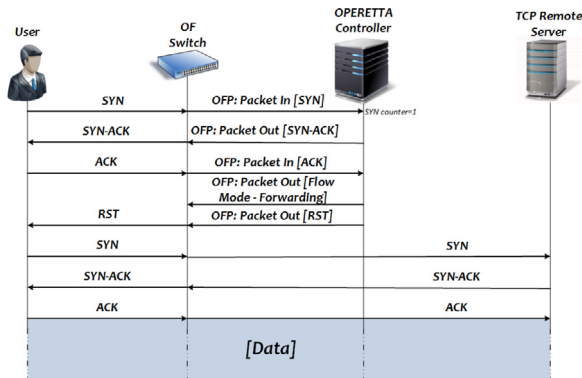 User
OF
Switch
OPERETTA
Controller
TCP Remote
Server
SYN
OFP: Packet In [SYN]
SYN counter=1
SYN-ACK
OFP: Packet Out [SYN-ACK]
ACK
OFP: Packet In [ACK]
OFP: Packet Out [Flow
Mode - Forwarding]
RST
OFP: Packet Out [RST]
SYN
SYN
SYN-ACK
SYN-ACK
ACK
ACK
[Data]